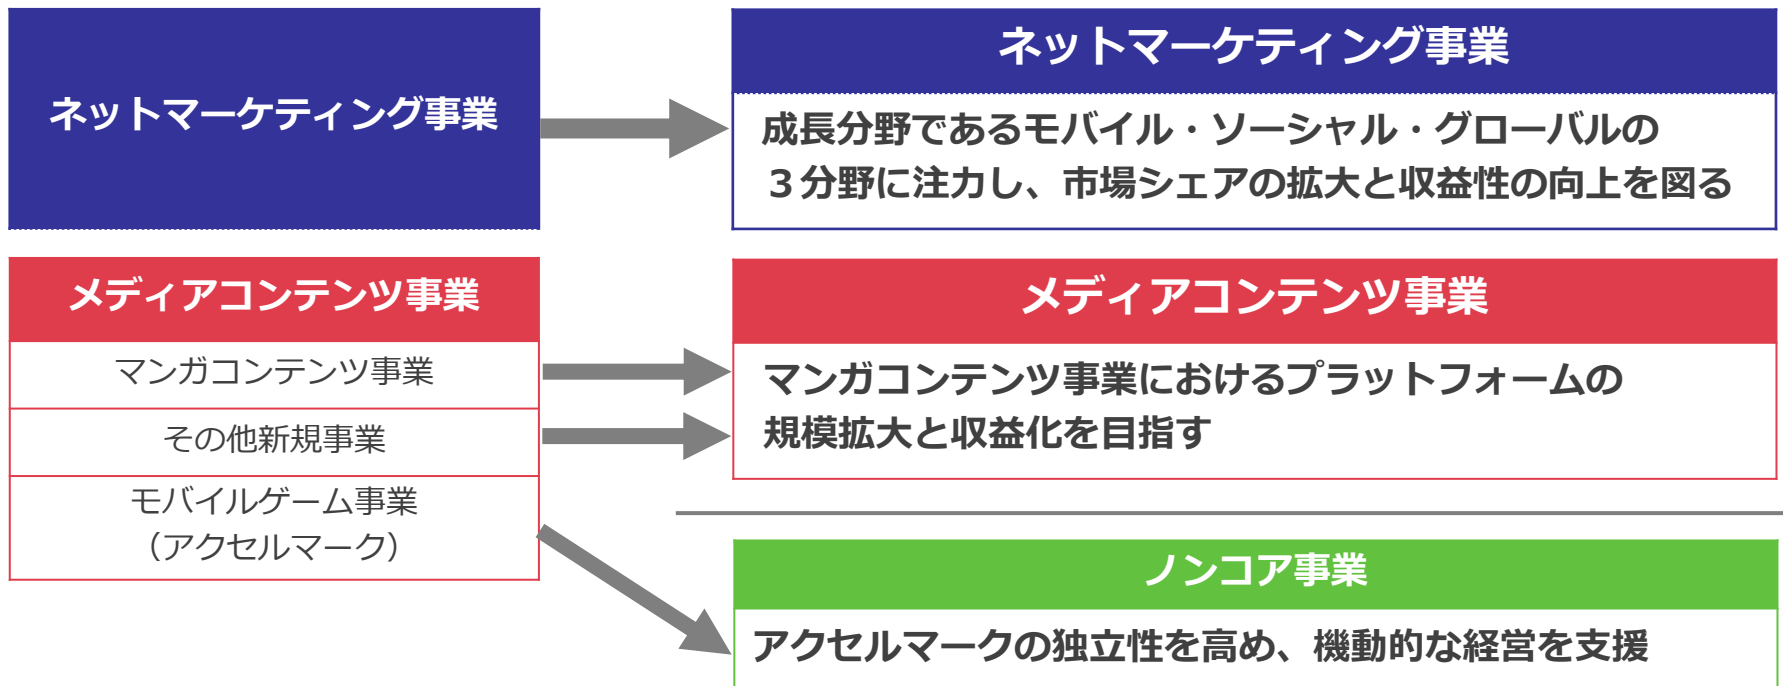 ネットマーケティング事業
ネットマーケティング事業
成長分野であるモバイル・ソーシャル・グローバルの
３分野に注力し、市場シェアの拡大と収益性の向上を図る
メディアコンテンツ事業
マンガコンテンツ事業
その他新規事業
モバイルゲーム事業
（アクセルマーク）
メディアコンテンツ事業
マンガコンテンツ事業におけるプラットフォームの
規模拡大と収益化を目指す
ノンコア事業
アクセルマークの独立性を高め、機動的な経営を支援